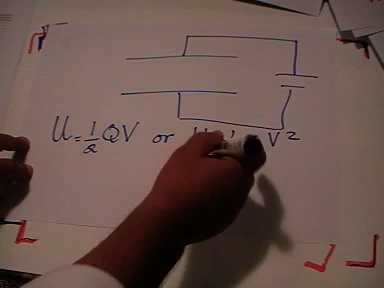 U = 1/2 QV or V²